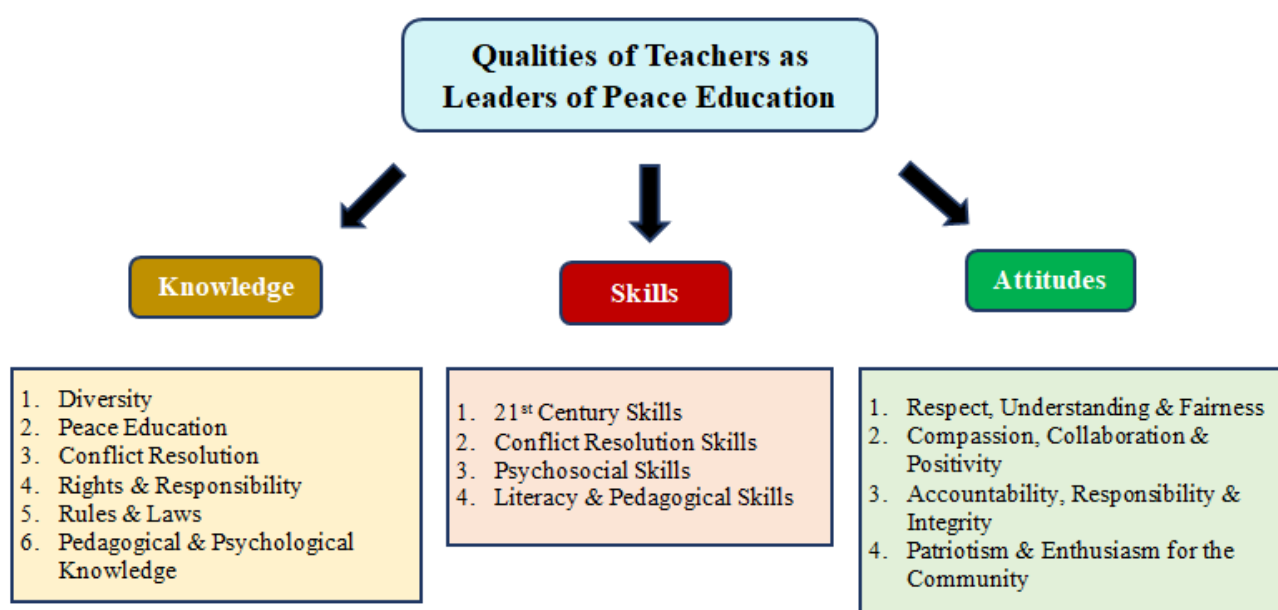 Qualities of Teachers as
Leaders of Peace Education
Knowledge
Skills
Attitudes
1. Diversity
2. Peace Education
3. Conflict Resolution
4. Rights & Responsibility
5. Rules & Laws
6. Pedagogical & Psychological
Knowledge
1. 21st Century Skills
2. Conflict Resolution Skills
3. Psychosocial Skills
4. Literacy & Pedagogical Skills
1. Respect, Understanding & Fairness
2. Compassion, Collaboration &
Positivity
3. Accountability, Responsibility &
Integrity
4. Patriotism & Enthusiasm for the
Community